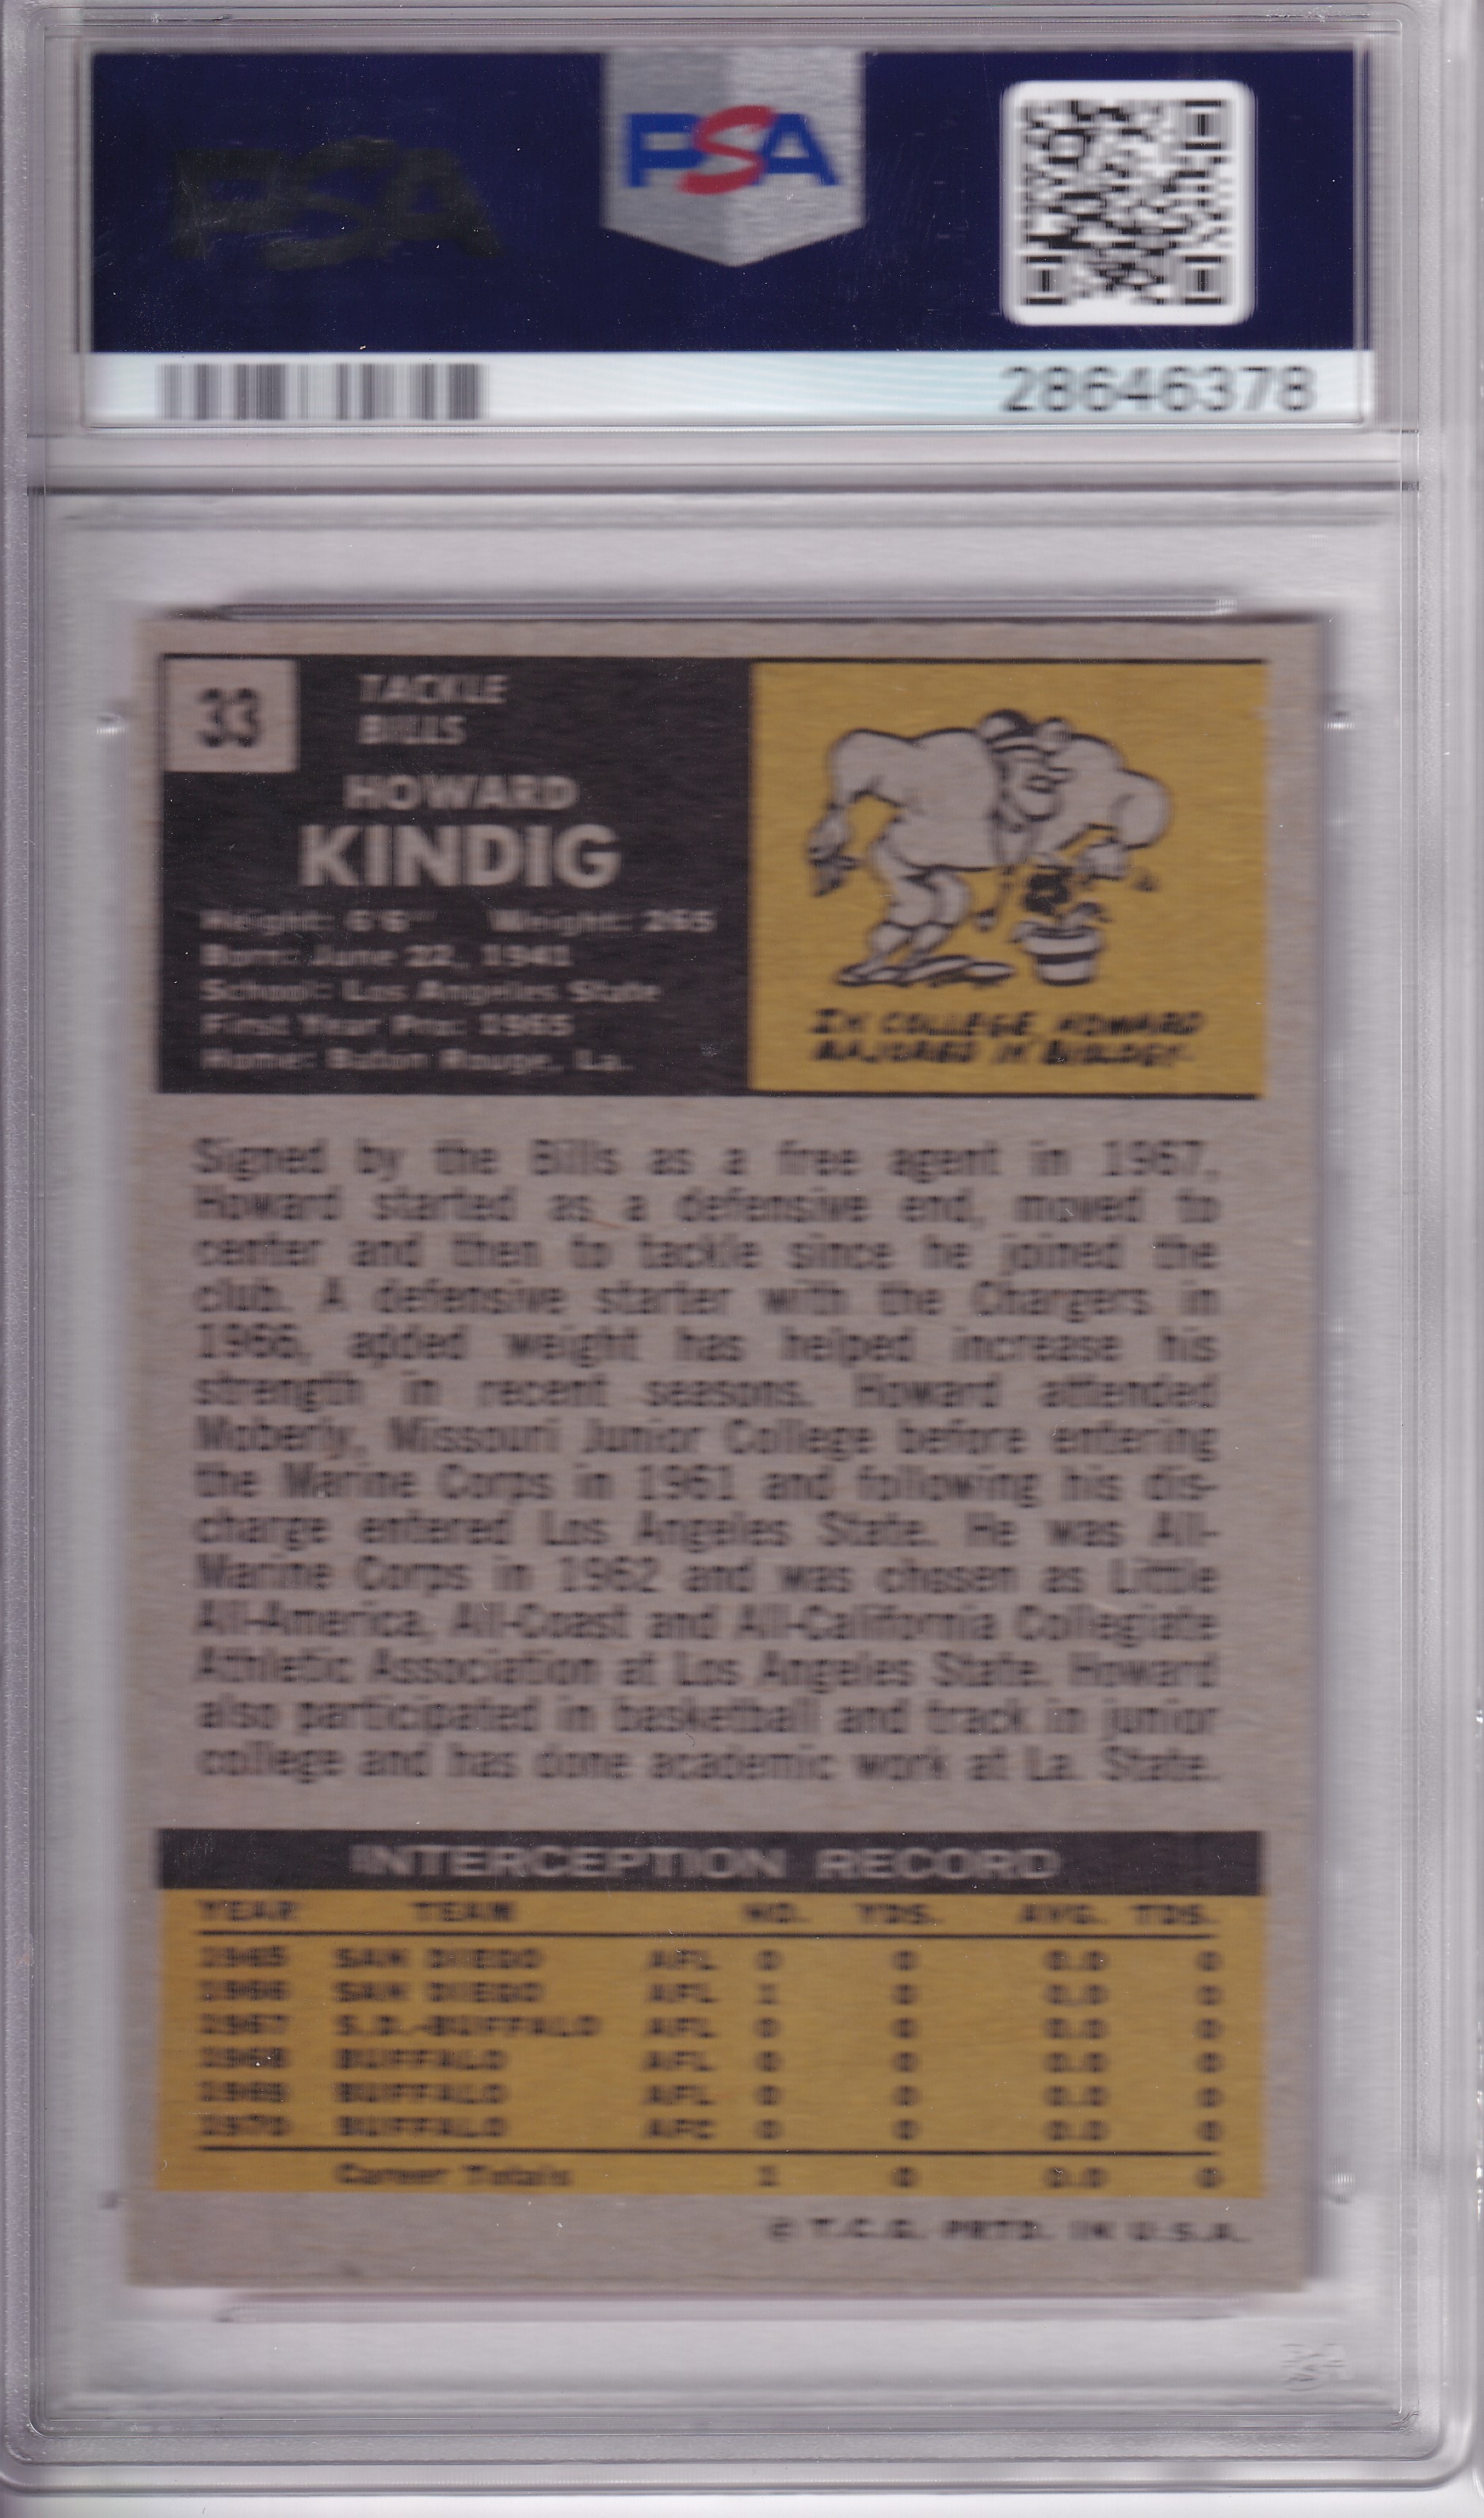 PSA
PSA
28646378
33
TACKLE
BILLS
HOWARD
KINDIG
Height: 6'6" Weight: 265
Born: June 22, 1941
School: Los Angeles State
First Year Pro: 1965
Home: Baton Rouge, La.
IN COLLEGE, HOWARD
MAJORED IN BIOLOGY.
Signed by the Bills as a free agent in 1967,
Howard started as a defensive end, moved to
center and then to tackle since he joined the
club. A defensive starter with the Chargers in
1966, added weight has helped increase his
strength in recent seasons. Howard attended
Moberly, Missouri Junior College before entering
the Marine Corps in 1961 and following his dis-
charge entered Los Angeles State. He was All-
Marine Corps in 1962 and was chosen as Little
All-America, All-Coast and All-California Collegiate
Athletic Association at Los Angeles State. Howard
also participated in basketball and track in junior
college and has done academic work at La. State.
INTERCEPTION RECORD
YEAR TEAM NO. YDS. AVG. TDS.
1965 SAN DIEGO AFL 0 0 0.0 0
1966 SAN DIEGO AFL 1 0 0.0 0
1967 S.D.-BUFFALO AFL 0 0 0.0 0
1968 BUFFALO AFL 0 0 0.0 0
1969 BUFFALO AFL 0 0 0.0 0
1970 BUFFALO AFC 0 0 0.0 0
Career Totals 1 0 0.0 0
© T.C.G. PRTD. IN U.S.A.